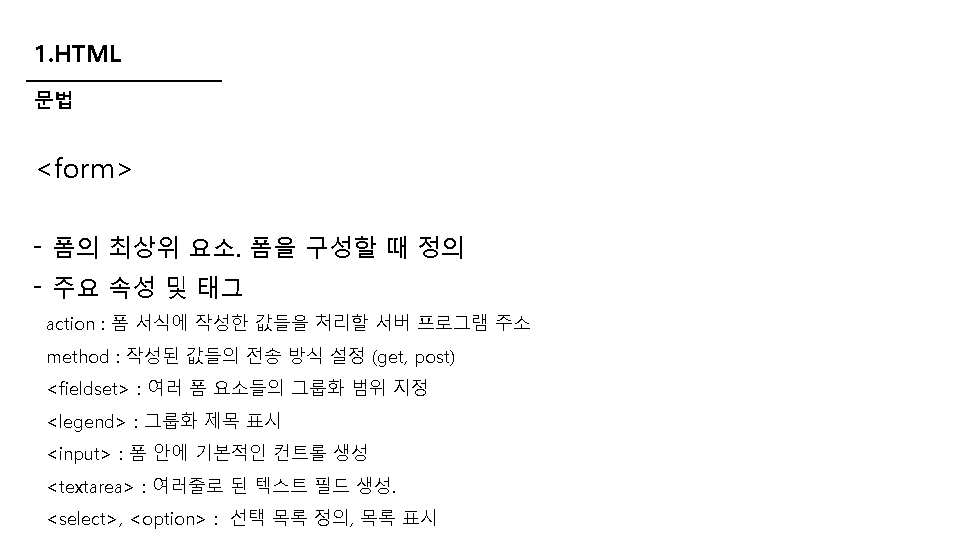 1.HTML
문법
<form>
- 폼의 최상위 요소. 폼을 구성할 때 정의
- 주요 속성 및 태그
action : 폼 서식에 작성한 값들을 처리할 서버 프로그램 주소
method : 작성된 값들의 전송 방식 설정 (get, post)
<fieldset> : 여러 폼 요소들의 그룹화 범위 지정
<legend> : 그룹화 제목 표시
<input> : 폼 안에 기본적인 컨트롤 생성
<textarea> : 여러줄로 된 텍스트 필드 생성.
<select>, <option> :  선택 목록 정의, 목록 표시